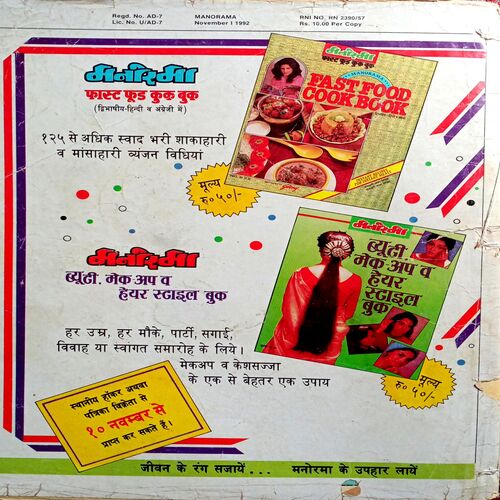 Regd. No. AD-7 MANORAMA RNI NO. RN 2390/57
Lic. No. U/AD-7 November I 1992 Rs. 10.00 Per Copy
मनोरमा
फास्ट फूड कुक बुक
(द्विभाषीय-हिन्दी व अंग्रेजी में)
१२५ से अधिक स्वाद भरी शाकाहारी
व मांसाहारी व्यंजन विधियां
मूल्य
रु० ५०/-
मनोरमा
फास्ट फूड कुक बुक
MANORAMA
FAST FOOD
COOK BOOK
मनोरमा
ब्यूटी, मेक अप व
हेयर स्टाइल बुक
हर उम्र, हर मौके, पार्टी, सगाई,
विवाह या स्वागत समारोह के लिये।
मेकअप व केशसज्जा
के एक से बेहतर एक उपाय
मनोरमा
ब्यूटी
मेक अप व
हेयर
स्टाइल
बुक
मूल्य
रु० ५०/-
स्थानीय हॉकर अथवा
पत्रिका विक्रेता से
१० नवम्बर से
प्राप्त कर सकते हैं।
जीवन के रंग सजायें ... मनोरमा के उपहार लायें